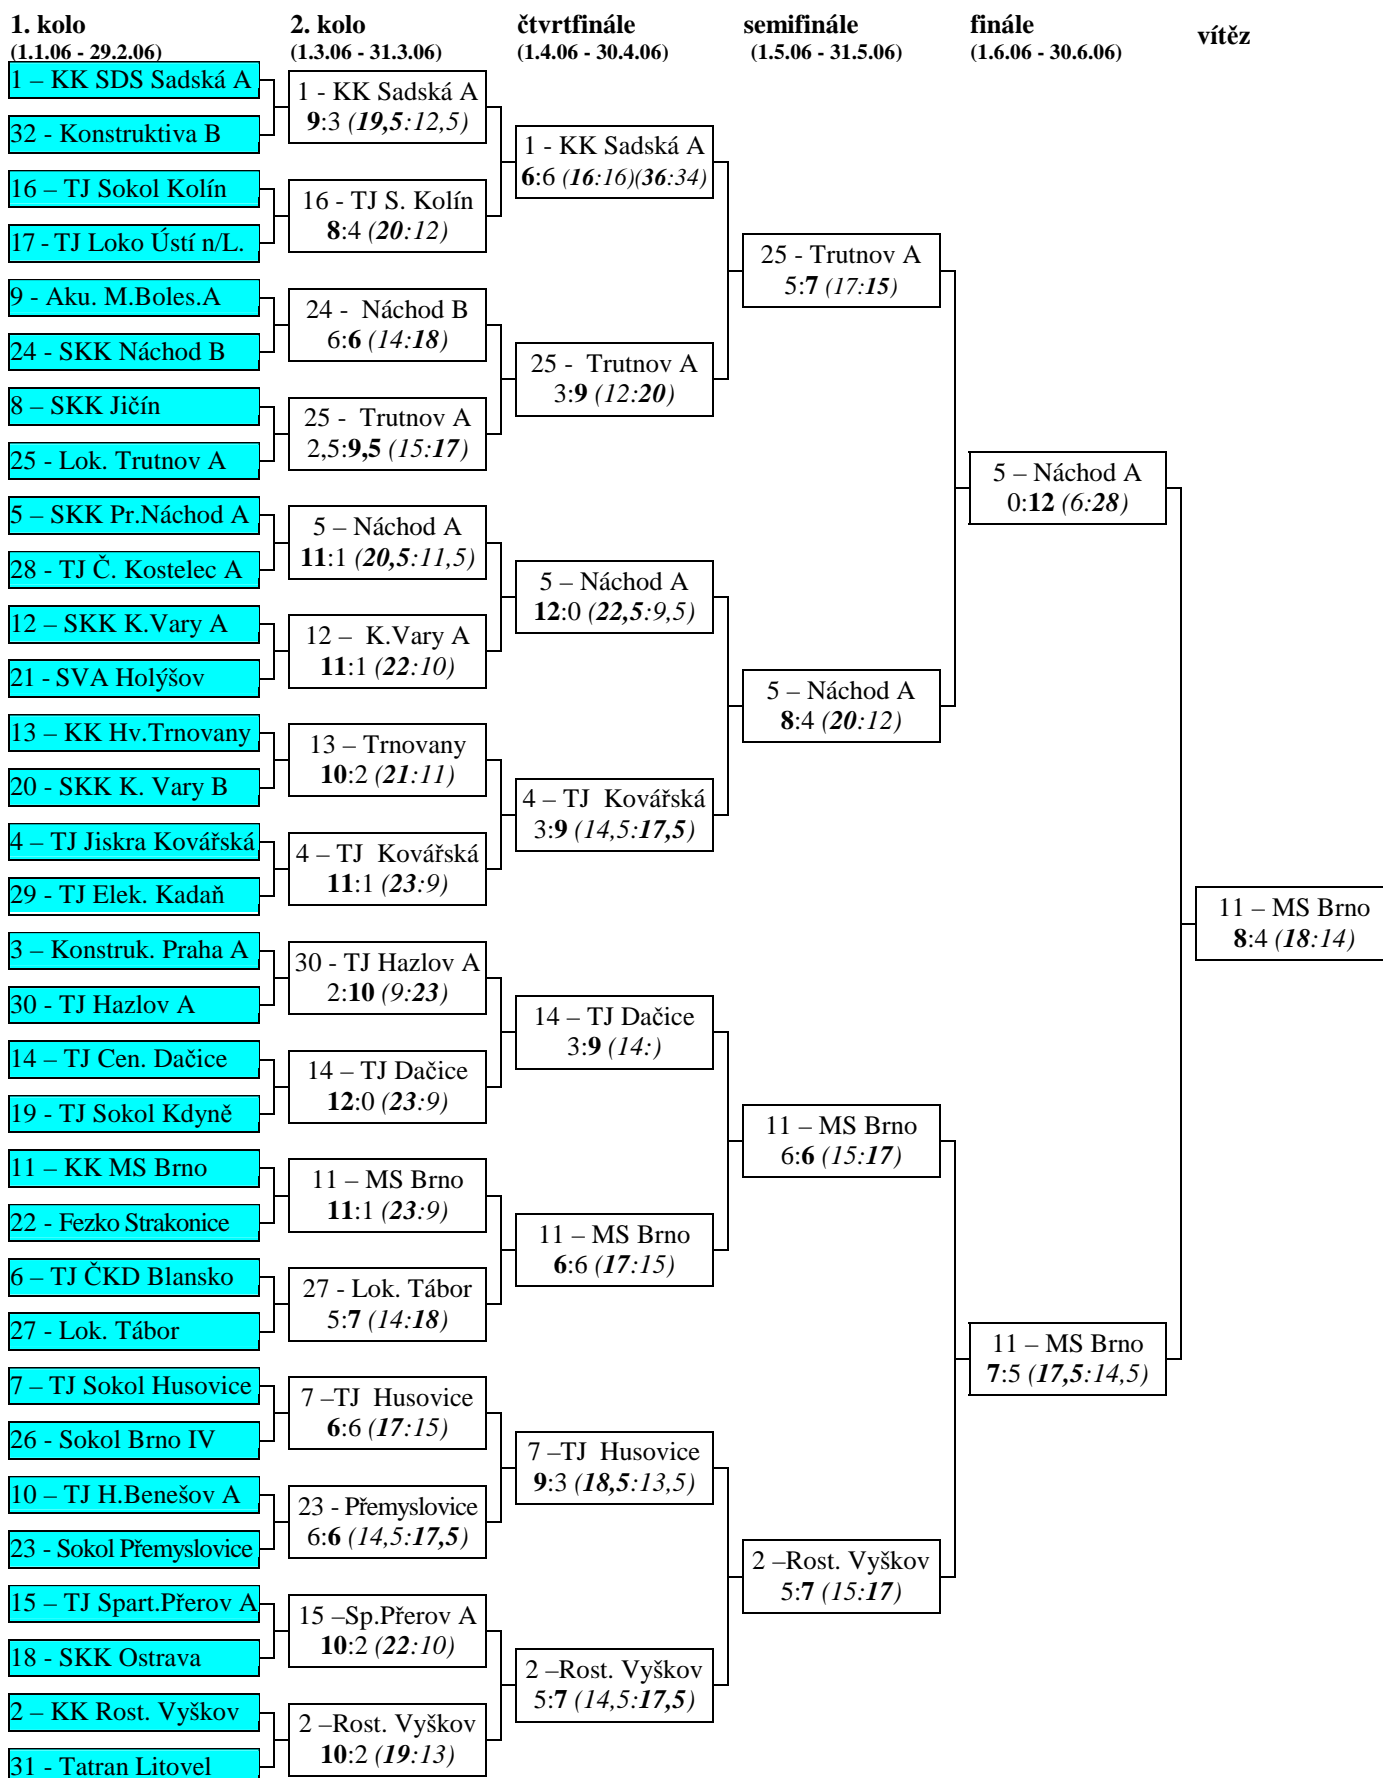 1. kolo
(1.1.06 - 29.2.06)
1 – KK SDS Sadská A
32 - Konstruktiva B
16 – TJ Sokol Kolín
17 - TJ Loko Ústí n/L.
9 - Aku. M.Boles.A
24 - SKK Náchod B
8 – SKK Jičín
25 - Lok. Trutnov A
5 – SKK Pr.Náchod A
28 - TJ Č. Kostelec A
12 – SKK K.Vary A
21 - SVA Holýšov
13 – KK Hv.Trnovany
20 - SKK K. Vary B
4 – TJ Jiskra Kovářská
29 - TJ Elek. Kadaň
3 – Konstruk. Praha A
30 - TJ Hazlov A
14 – TJ Cen. Dačice
19 - TJ Sokol Kdyně
11 – KK MS Brno
22 - Fezko Strakonice
6 – TJ ČKD Blansko
27 - Lok. Tábor
7 – TJ Sokol Husovice
26 - Sokol Brno IV
10 – TJ H.Benešov A
23 - Sokol Přemyslovice
15 – TJ Spart.Přerov A
18 - SKK Ostrava
2 – KK Rost. Vyškov
31 - Tatran Litovel
2. kolo
(1.3.06 - 31.3.06)
1 - KK Sadská A
9:3 (19,5:12,5)
16 - TJ S. Kolín
8:4 (20:12)
24 - Náchod B
6:6 (14:18)
25 - Trutnov A
2,5:9,5 (15:17)
5 – Náchod A
11:1 (20,5:11,5)
12 – K.Vary A
11:1 (22:10)
13 – Trnovany
10:2 (21:11)
4 – TJ Kovářská
11:1 (23:9)
30 - TJ Hazlov A
2:10 (9:23)
14 – TJ Dačice
12:0 (23:9)
11 – MS Brno
11:1 (23:9)
27 - Lok. Tábor
5:7 (14:18)
7 –TJ Husovice
6:6 (17:15)
23 - Přemyslovice
6:6 (14,5:17,5)
15 –Sp.Přerov A
10:2 (22:10)
2 –Rost. Vyškov
10:2 (19:13)
čtvrtfinále
(1.4.06 - 30.4.06)
1 - KK Sadská A
6:6 (16:16)(36:34)
25 - Trutnov A
3:9 (12:20)
5 – Náchod A
12:0 (22,5:9,5)
4 – TJ Kovářská
3:9 (14,5:17,5)
14 – TJ Dačice
3:9 (14:)
11 – MS Brno
6:6 (17:15)
7 –TJ Husovice
9:3 (18,5:13,5)
2 –Rost. Vyškov
5:7 (14,5:17,5)
semifinále
(1.5.06 - 31.5.06)
25 - Trutnov A
5:7 (17:15)
5 – Náchod A
8:4 (20:12)
11 – MS Brno
6:6 (15:17)
2 –Rost. Vyškov
5:7 (15:17)
finále
(1.6.06 - 30.6.06)
5 – Náchod A
0:12 (6:28)
11 – MS Brno
7:5 (17,5:14,5)
vítěz
11 – MS Brno
8:4 (18:14)